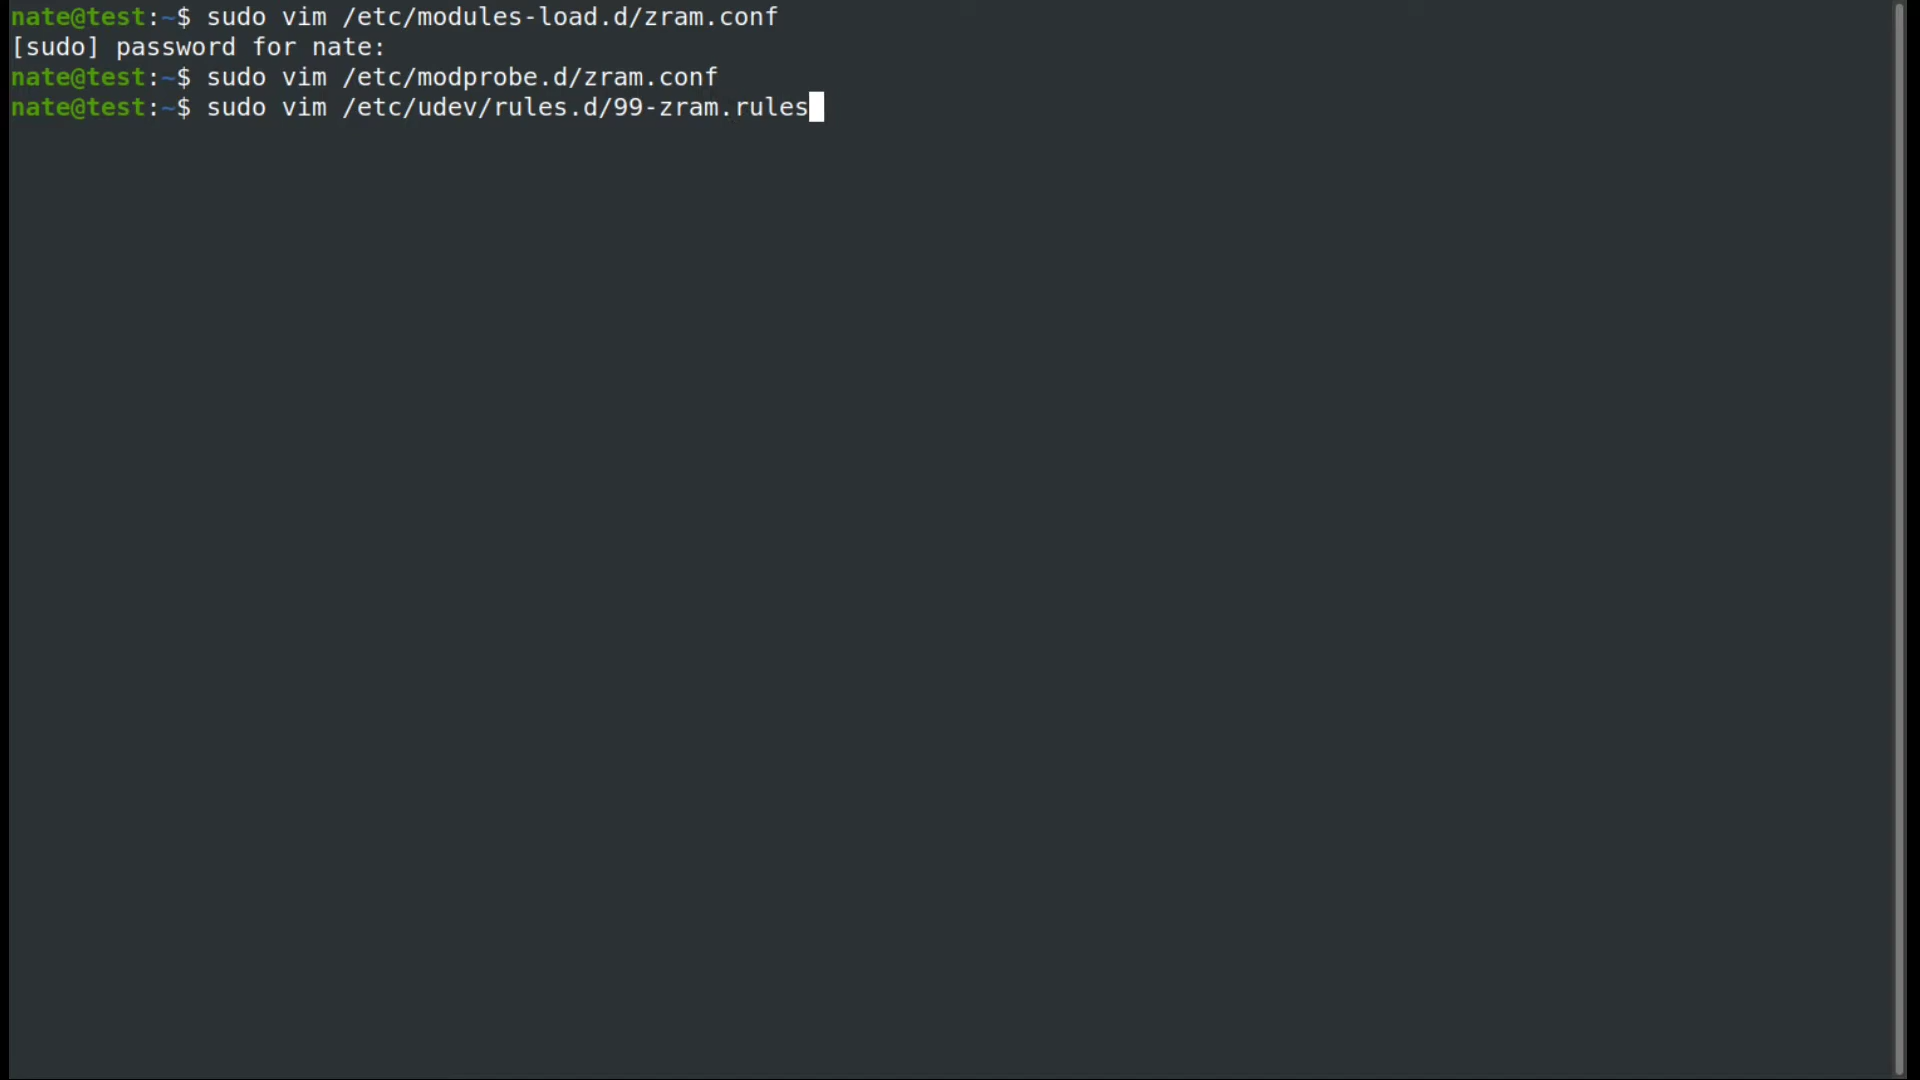 nate@test:~$ sudo vim /etc/modules-load.d/zram.conf
[sudo] password for nate:
nate@test:~$ sudo vim /etc/modprobe.d/zram.conf
nate@test:~$ sudo vim /etc/udev/rules.d/99-zram.rules